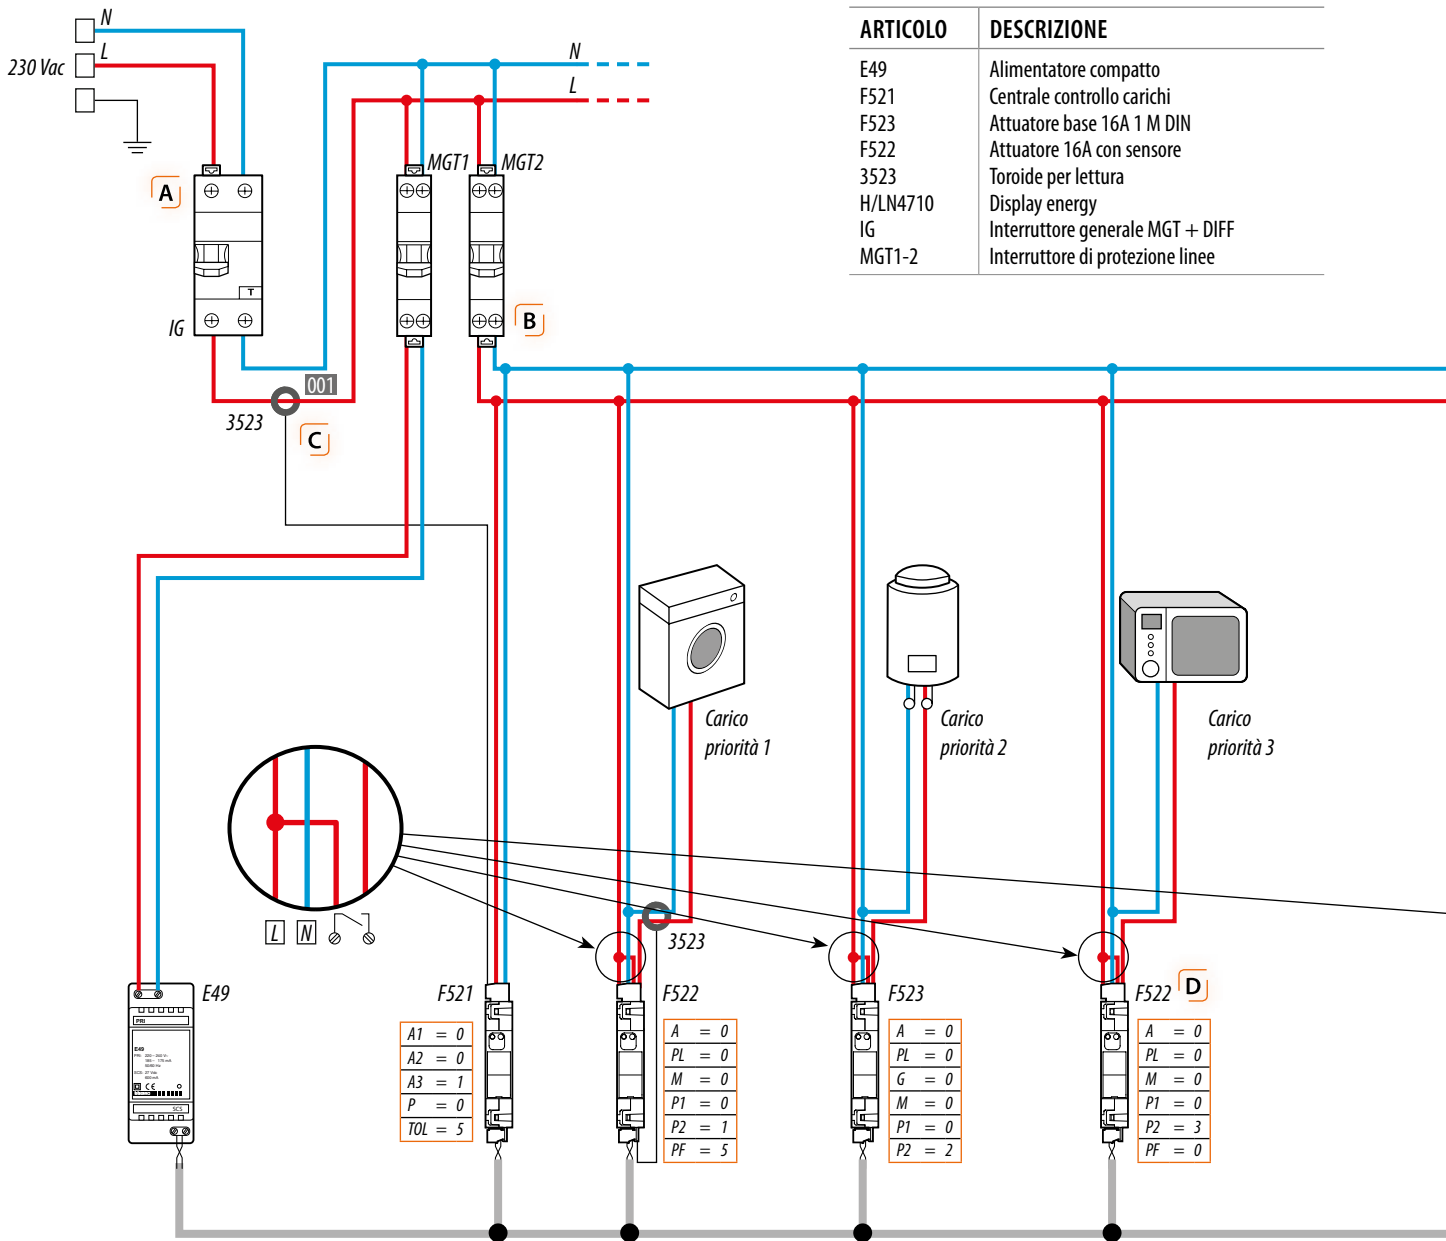 N
L
230 Vac
A
IG
3523
001
C
N
L
MGT1
MGT2
B
ARTICOLO DESCRIZIONE
E49 Alimentatore compatto
F521 Centrale controllo carichi
F523 Attuatore base 16A 1 M DIN
F522 Attuatore 16A con sensore
3523 Toroide per lettura
H/LN4710 Display energy
IG Interruttore generale MGT + DIFF
MGT1-2 Interruttore di protezione linee
T
Carico
priorità 1
Carico
priorità 2
Carico
priorità 3
L N
3523
E49
PRI
E49
SCS
F521
A1 = 0
A2 = 0
A3 = 1
P = 0
TOL = 5
F522
A = 0
PL = 0
M = 0
P1 = 0
P2 = 1
PF = 5
F523
A = 0
PL = 0
G = 0
M = 0
P1 = 0
P2 = 2
F522
D
A = 0
PL = 0
M = 0
P1 = 0
P2 = 3
PF = 0